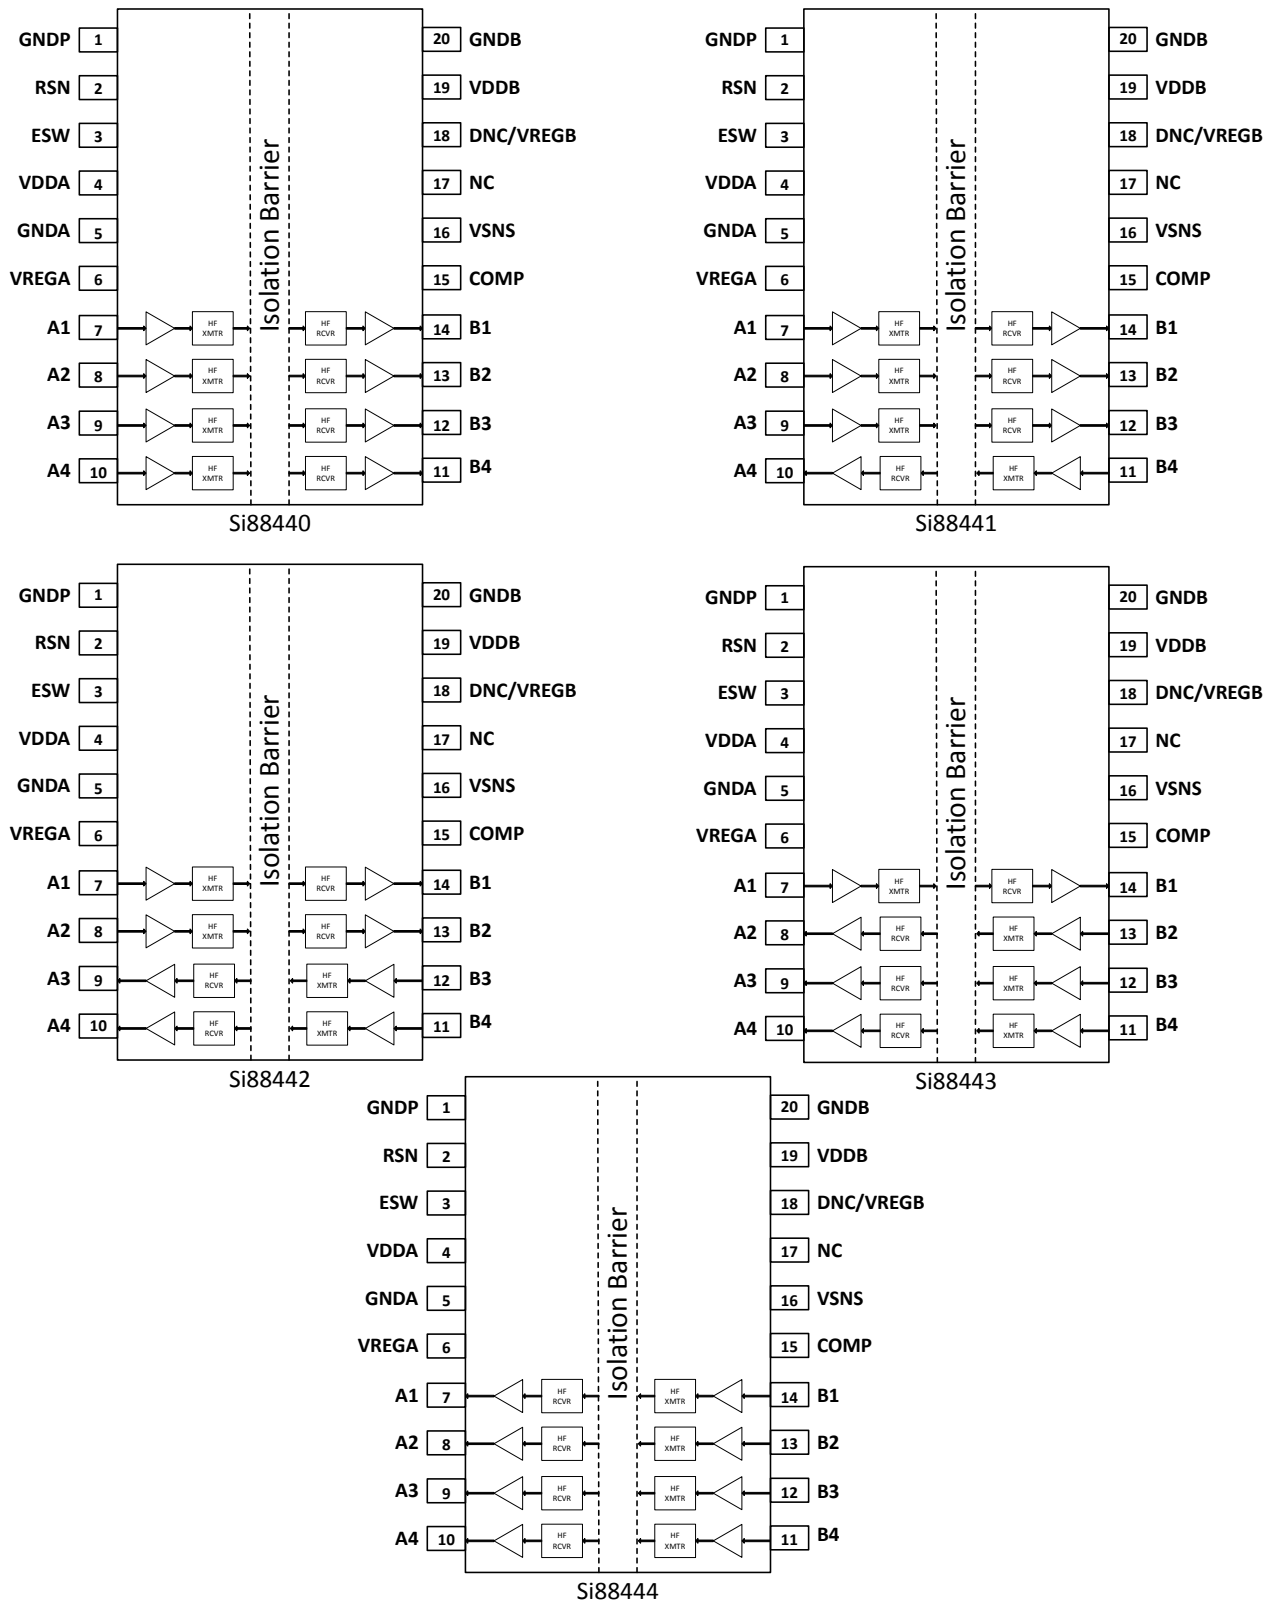 GNDP 1 20 GNDB
RSN 2 19 VDDB
ESW 3 18 DNC/VREGB
VDDA 4 17 NC
GNDA 5 16 VSNS
VREGA 6 15 COMP
Isolation Barrier
A1 7 HF XMTR HF RCVR 14 B1
A2 8 HF XMTR HF RCVR 13 B2
A3 9 HF XMTR HF RCVR 12 B3
A4 10 HF XMTR HF RCVR 11 B4
Si88440
GNDP 1 20 GNDB
RSN 2 19 VDDB
ESW 3 18 DNC/VREGB
VDDA 4 17 NC
GNDA 5 16 VSNS
VREGA 6 15 COMP
Isolation Barrier
A1 7 HF XMTR HF RCVR 14 B1
A2 8 HF XMTR HF RCVR 13 B2
A3 9 HF XMTR HF RCVR 12 B3
A4 10 HF RCVR HF XMTR 11 B4
Si88441
GNDP 1 20 GNDB
RSN 2 19 VDDB
ESW 3 18 DNC/VREGB
VDDA 4 17 NC
GNDA 5 16 VSNS
VREGA 6 15 COMP
Isolation Barrier
A1 7 HF XMTR HF RCVR 14 B1
A2 8 HF XMTR HF RCVR 13 B2
A3 9 HF RCVR HF XMTR 12 B3
A4 10 HF RCVR HF XMTR 11 B4
Si88442
GNDP 1 20 GNDB
RSN 2 19 VDDB
ESW 3 18 DNC/VREGB
VDDA 4 17 NC
GNDA 5 16 VSNS
VREGA 6 15 COMP
Isolation Barrier
A1 7 HF XMTR HF RCVR 14 B1
A2 8 HF RCVR HF XMTR 13 B2
A3 9 HF RCVR HF XMTR 12 B3
A4 10 HF RCVR HF XMTR 11 B4
Si88443
GNDP 1 20 GNDB
RSN 2 19 VDDB
ESW 3 18 DNC/VREGB
VDDA 4 17 NC
GNDA 5 16 VSNS
VREGA 6 15 COMP
Isolation Barrier
A1 7 HF RCVR HF XMTR 14 B1
A2 8 HF RCVR HF XMTR 13 B2
A3 9 HF RCVR HF XMTR 12 B3
A4 10 HF RCVR HF XMTR 11 B4
Si88444